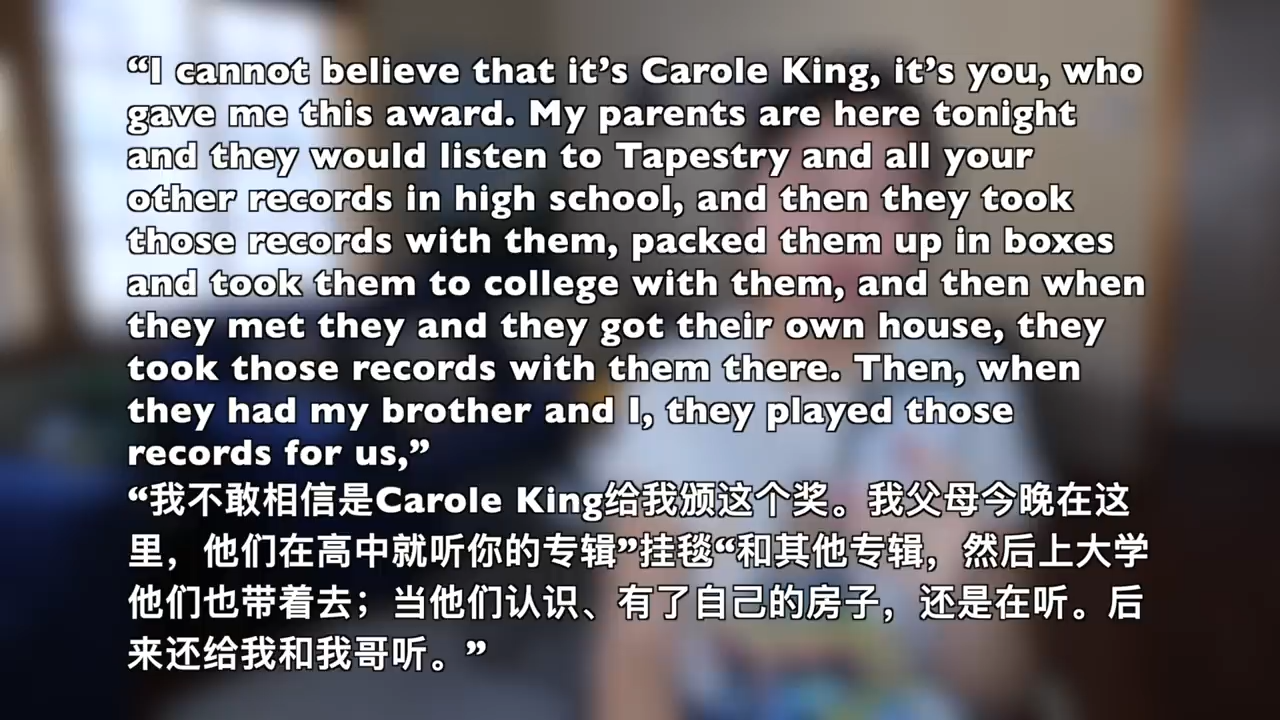 “I cannot believe that it’s Carole King, it’s you, who
gave me this award. My parents are here tonight
and they would listen to Tapestry and all your
other records in high school, and then they took
those records with them, packed them up in boxes
and took them to college with them, and then when
they met they and they got their own house, they
took those records with them there. Then, when
they had my brother and I, they played those
records for us,”
“我不敢相信是Carole King给我颁这个奖。我父母今晚在这
里，他们在高中就听你的专辑”挂毯“和其他专辑，然后上大学
他们也带着去；当他们认识、有了自己的房子，还是在听。后
来还给我和我哥听。”